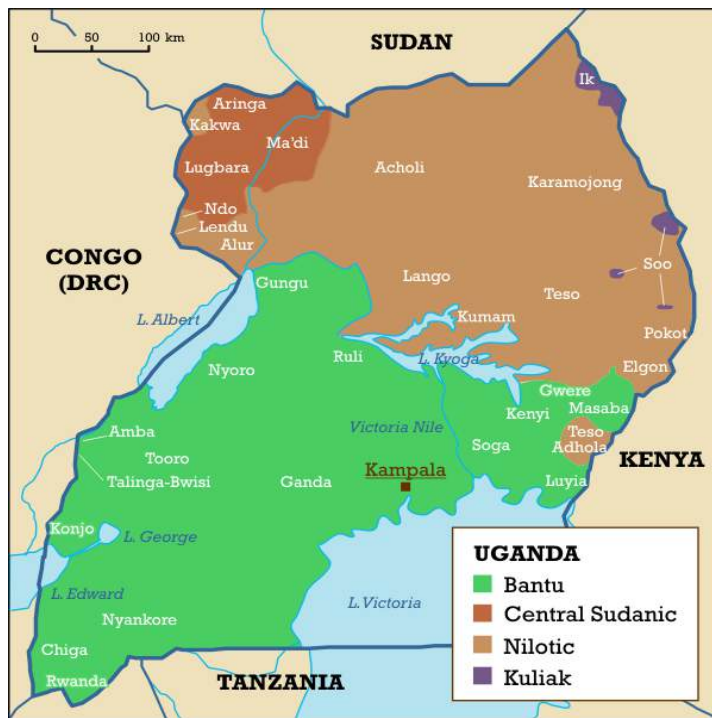 0 50 100 km
SUDAN
Ik
Aringa
Kakwa
Ma'di
Lugbara
Acholi
Karamojong
Ndo
Lendu
Alur
CONGO
(DRC)
Soo
Gungu
Lango
Teso
L. Albert
Kumam
Pokot
Ruli
L. Kyoga
Nyoro
Elgon
Gwere
Kenyi
Masaba
Amba
Victoria Nile
Teso
Adhola
Soga
Tooro
KENYA
Talinga-Bwisi
Ganda
Kampala
Luyia
Konjo
L. George
UGANDA
Bantu
L. Edward
L. Victoria
Central Sudanic
Nyankore
Nilotic
Chiga
Kuliak
Rwanda
TANZANIA